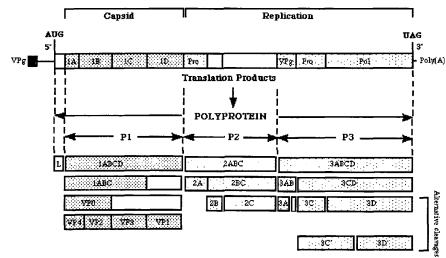 Capsid Replication
AUG UAG
5' 3'
VPg 1A 1B 1C 1D Pro VPg Pro Pol Poly(A)
Translation Products
POLYPROTEIN
P1 P2 P3
L 1ABCD 2ABC 3ABCD
1ABC 2A 2BC 3AB 3CD
VP0 2B 2C 3A 3C 3D
VP4 VP2 VP3 VP1
3C' 3D'
Alternative cleavages